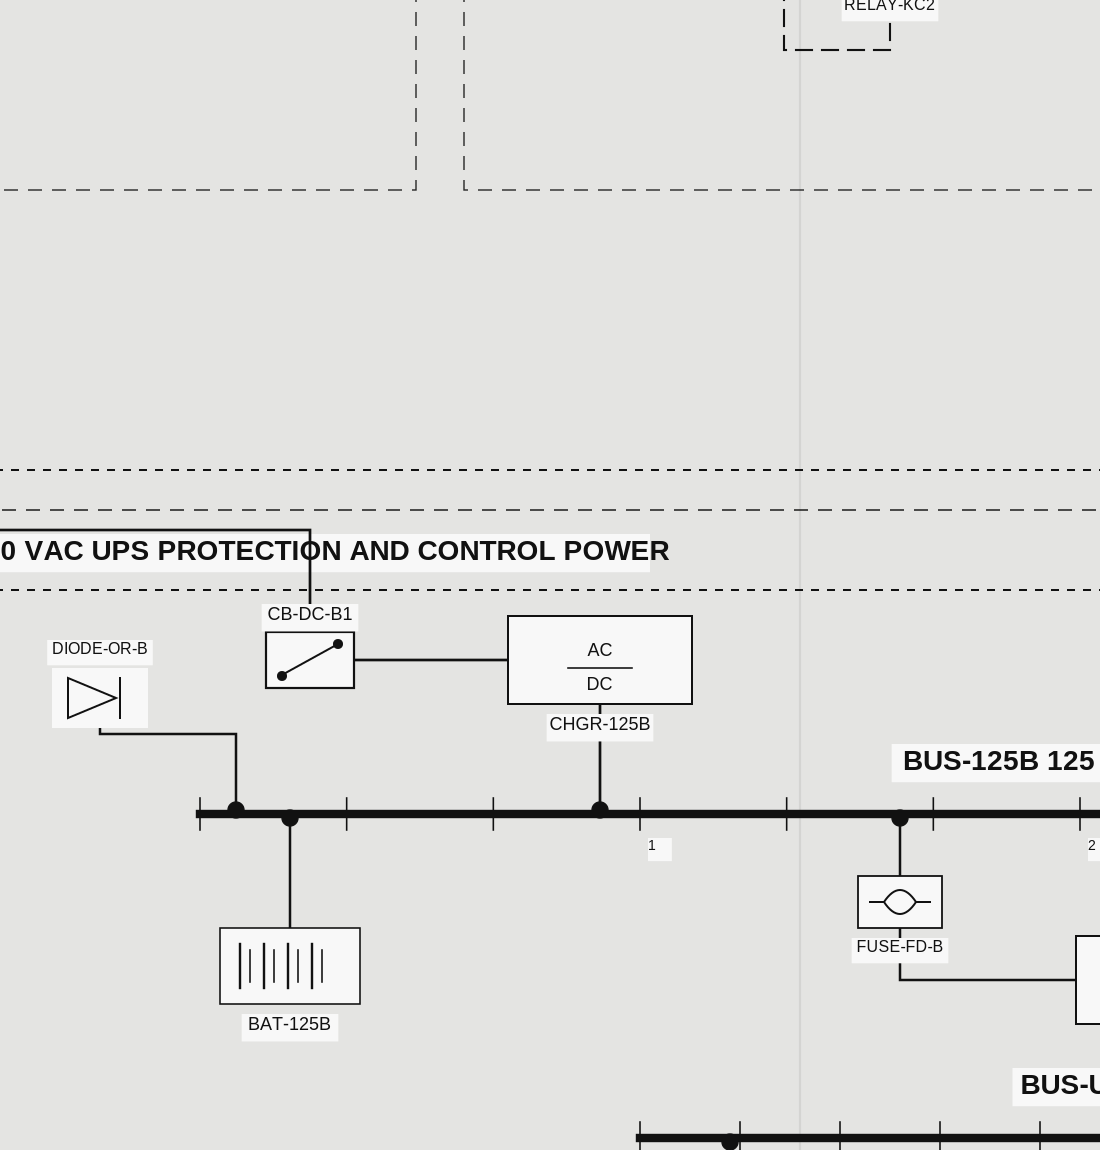 RELAY-KC2
0 VAC UPS PROTECTION AND CONTROL POWER
CB-DC-B1
DIODE-OR-B
AC
DC
CHGR-125B
BUS-125B 125
1
2
FUSE-FD-B
BAT-125B
BUS-U